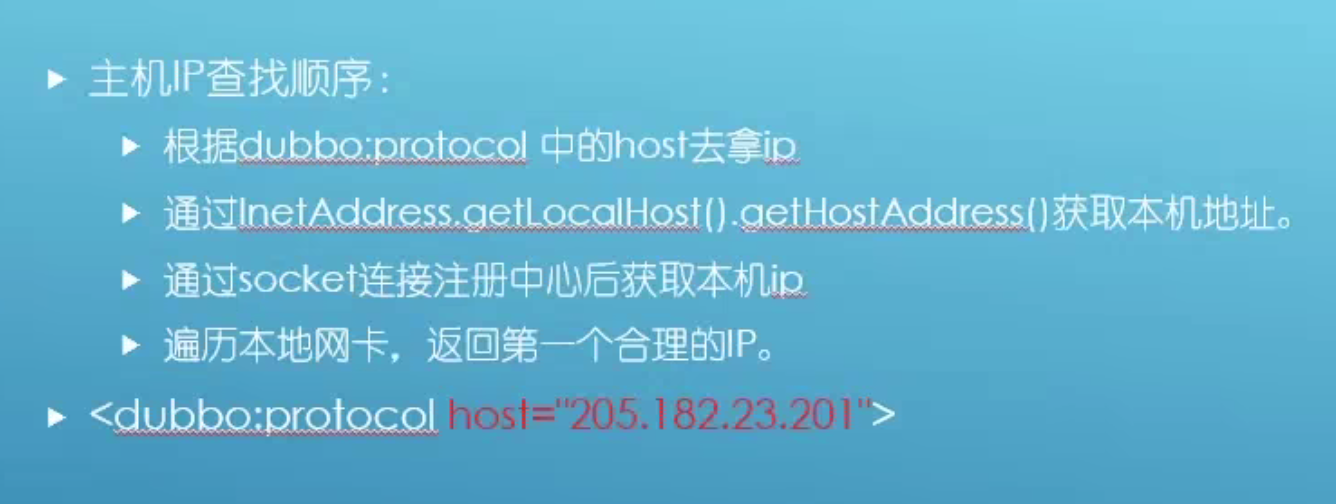 主机IP查找顺序：
根据dubbo:protocol 中的host去拿ip
通过InetAddress.getLocalHost().getHostAddress()获取本机地址。
通过socket连接注册中心后获取本机ip
遍历本地网卡，返回第一个合理的IP。
<dubbo:protocol host="205.182.23.201">